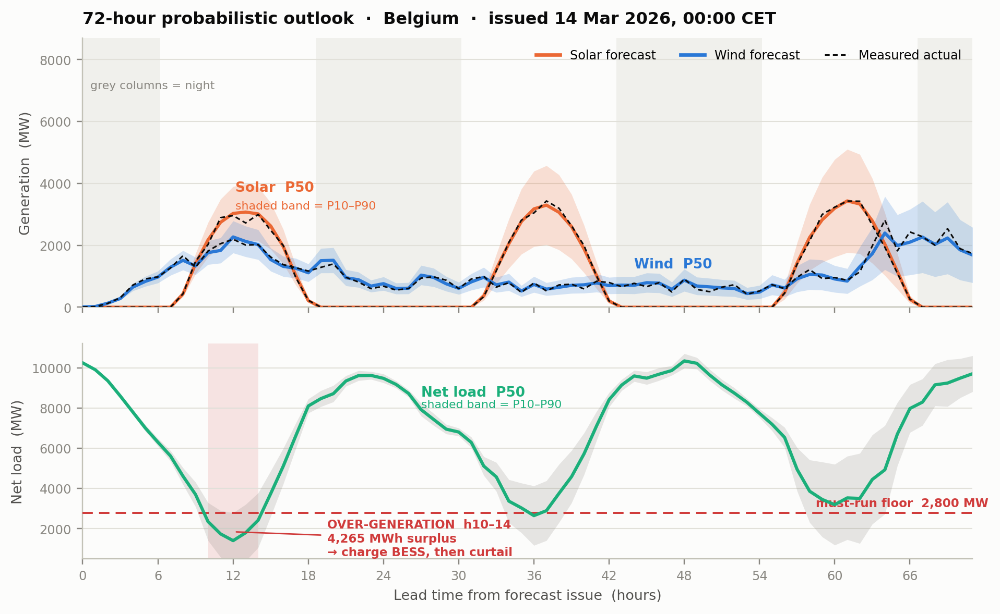 72-hour probabilistic outlook · Belgium · issued 14 Mar 2026, 00:00 CET
Solar forecast
Wind forecast
Measured actual
grey columns = night
Generation (MW)
8000
6000
4000
2000
0
Solar P50
shaded band = P10–P90
Wind P50
Net load (MW)
10000
8000
6000
4000
2000
Net load P50
shaded band = P10–P90
must-run floor 2,800 MW
OVER-GENERATION h10–14
4,265 MWh surplus
→ charge BESS, then curtail
0 6 12 18 24 30 36 42 48 54 60 66
Lead time from forecast issue (hours)